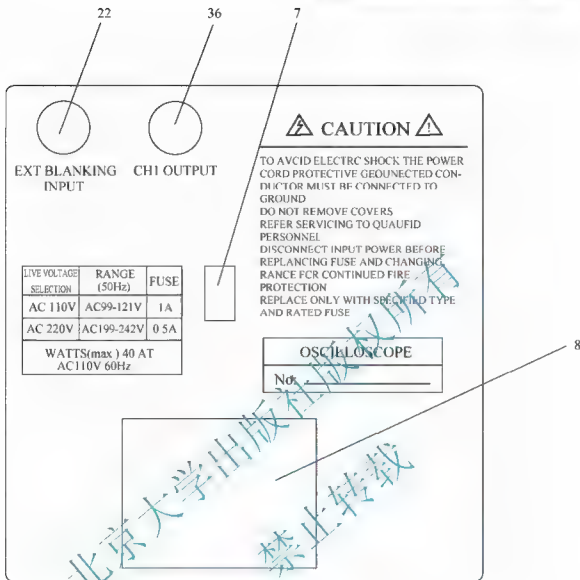 22
36
7
CAUTION
EXT BLANKING
INPUT
CH1 OUTPUT
TO AVCID ELECTRC SHOCK THE POWER
CORD PROTECTIVE GEOUNECTED CON-
DUCTOR MUST BE CONNECTED TO
GROUND
DO NOT REMOVE COVERS
REFER SERVICING TO QUAUFID
PERSONNEL
DISCONNECT INPUT POWER BEFORE
REPLANCING FUSE AND CHANGING
RANCE FCR CONTINUED FIRE
PROTECTION
REPLACE ONLY WITH SPECIFIED TYPE
AND RATED FUSE
LIVE VOLTAGE SELECTION RANGE (50Hz) FUSE
AC 110V AC99-121V 1A
AC 220V AC199-242V 0 5A
WATTS(max ) 40 AT
AC110V 60Hz
OSCILLOSCOPE
No.
8
北京大学出版社版权所有
禁止转载